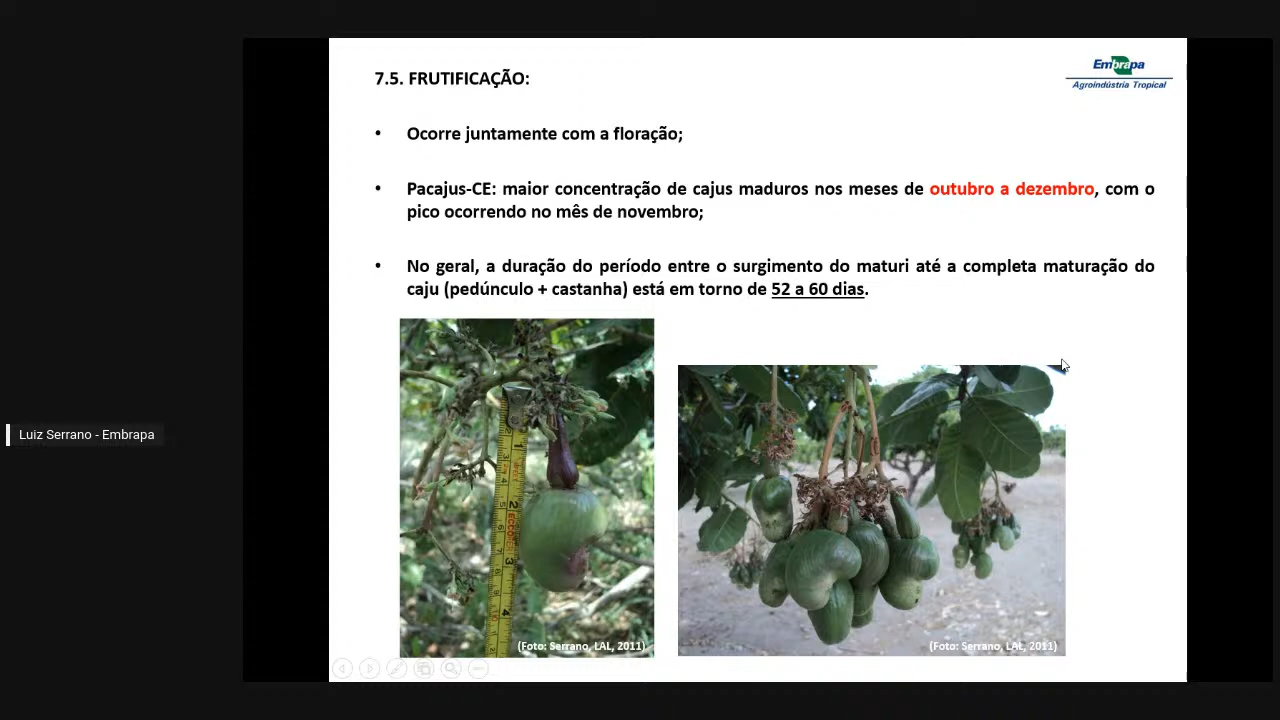 7.5. FRUTIFICAÇÃO:
Embrapa
Agroindústria Tropical
• Ocorre juntamente com a floração;
• Pacajus-CE: maior concentração de cajus maduros nos meses de outubro a dezembro, com o
pico ocorrendo no mês de novembro;
• No geral, a duração do período entre o surgimento do maturi até a completa maturação do
caju (pedúnculo + castanha) está em torno de 52 a 60 dias.
Luiz Serrano - Embrapa
(Foto: Serrano, LAL, 2011)
(Foto: Serrano, LAL, 2011)